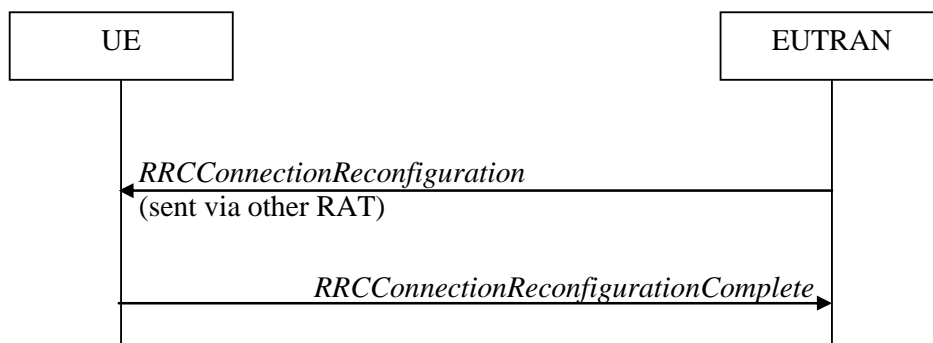 UE
EUTRAN
RRCConnectionReconfiguration
(sent via other RAT)
RRCConnectionReconfigurationComplete